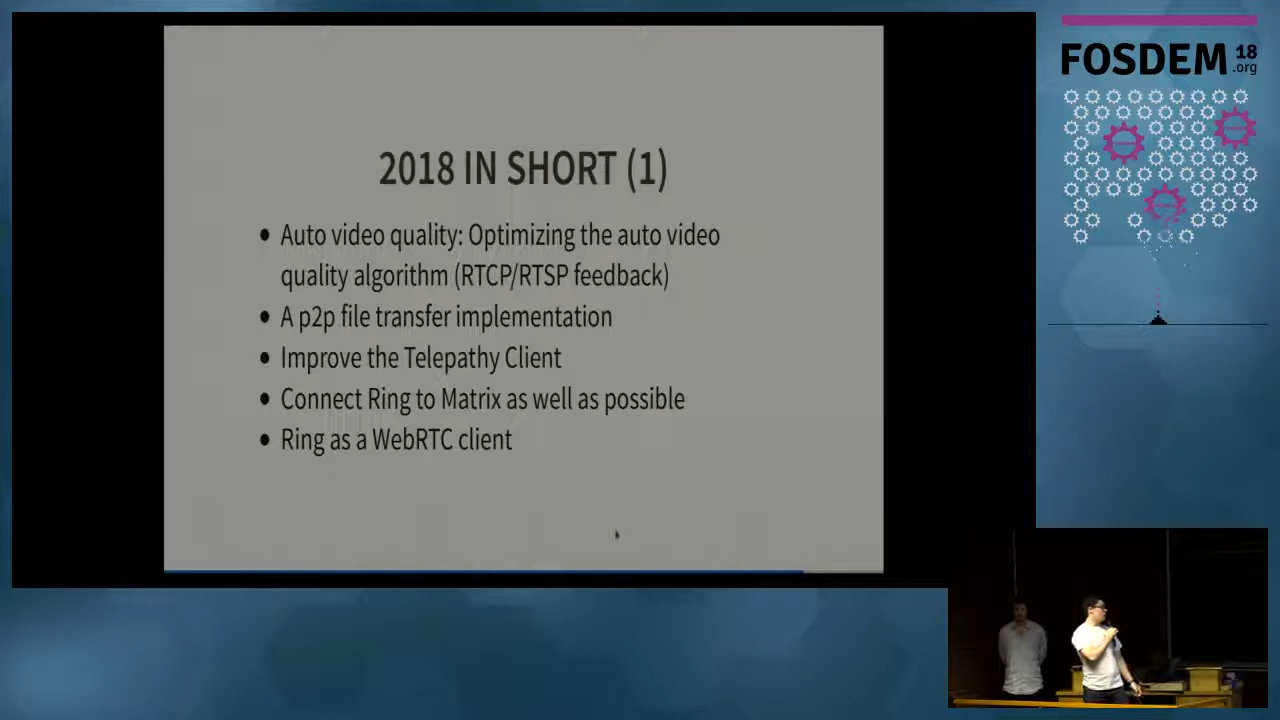 2018 IN SHORT (1)
• Auto video quality: Optimizing the auto video
quality algorithm (RTCP/RTSP feedback)
• A p2p file transfer implementation
• Improve the Telepathy Client
• Connect Ring to Matrix as well as possible
• Ring as a WebRTC client
FOSDEM 18
.org